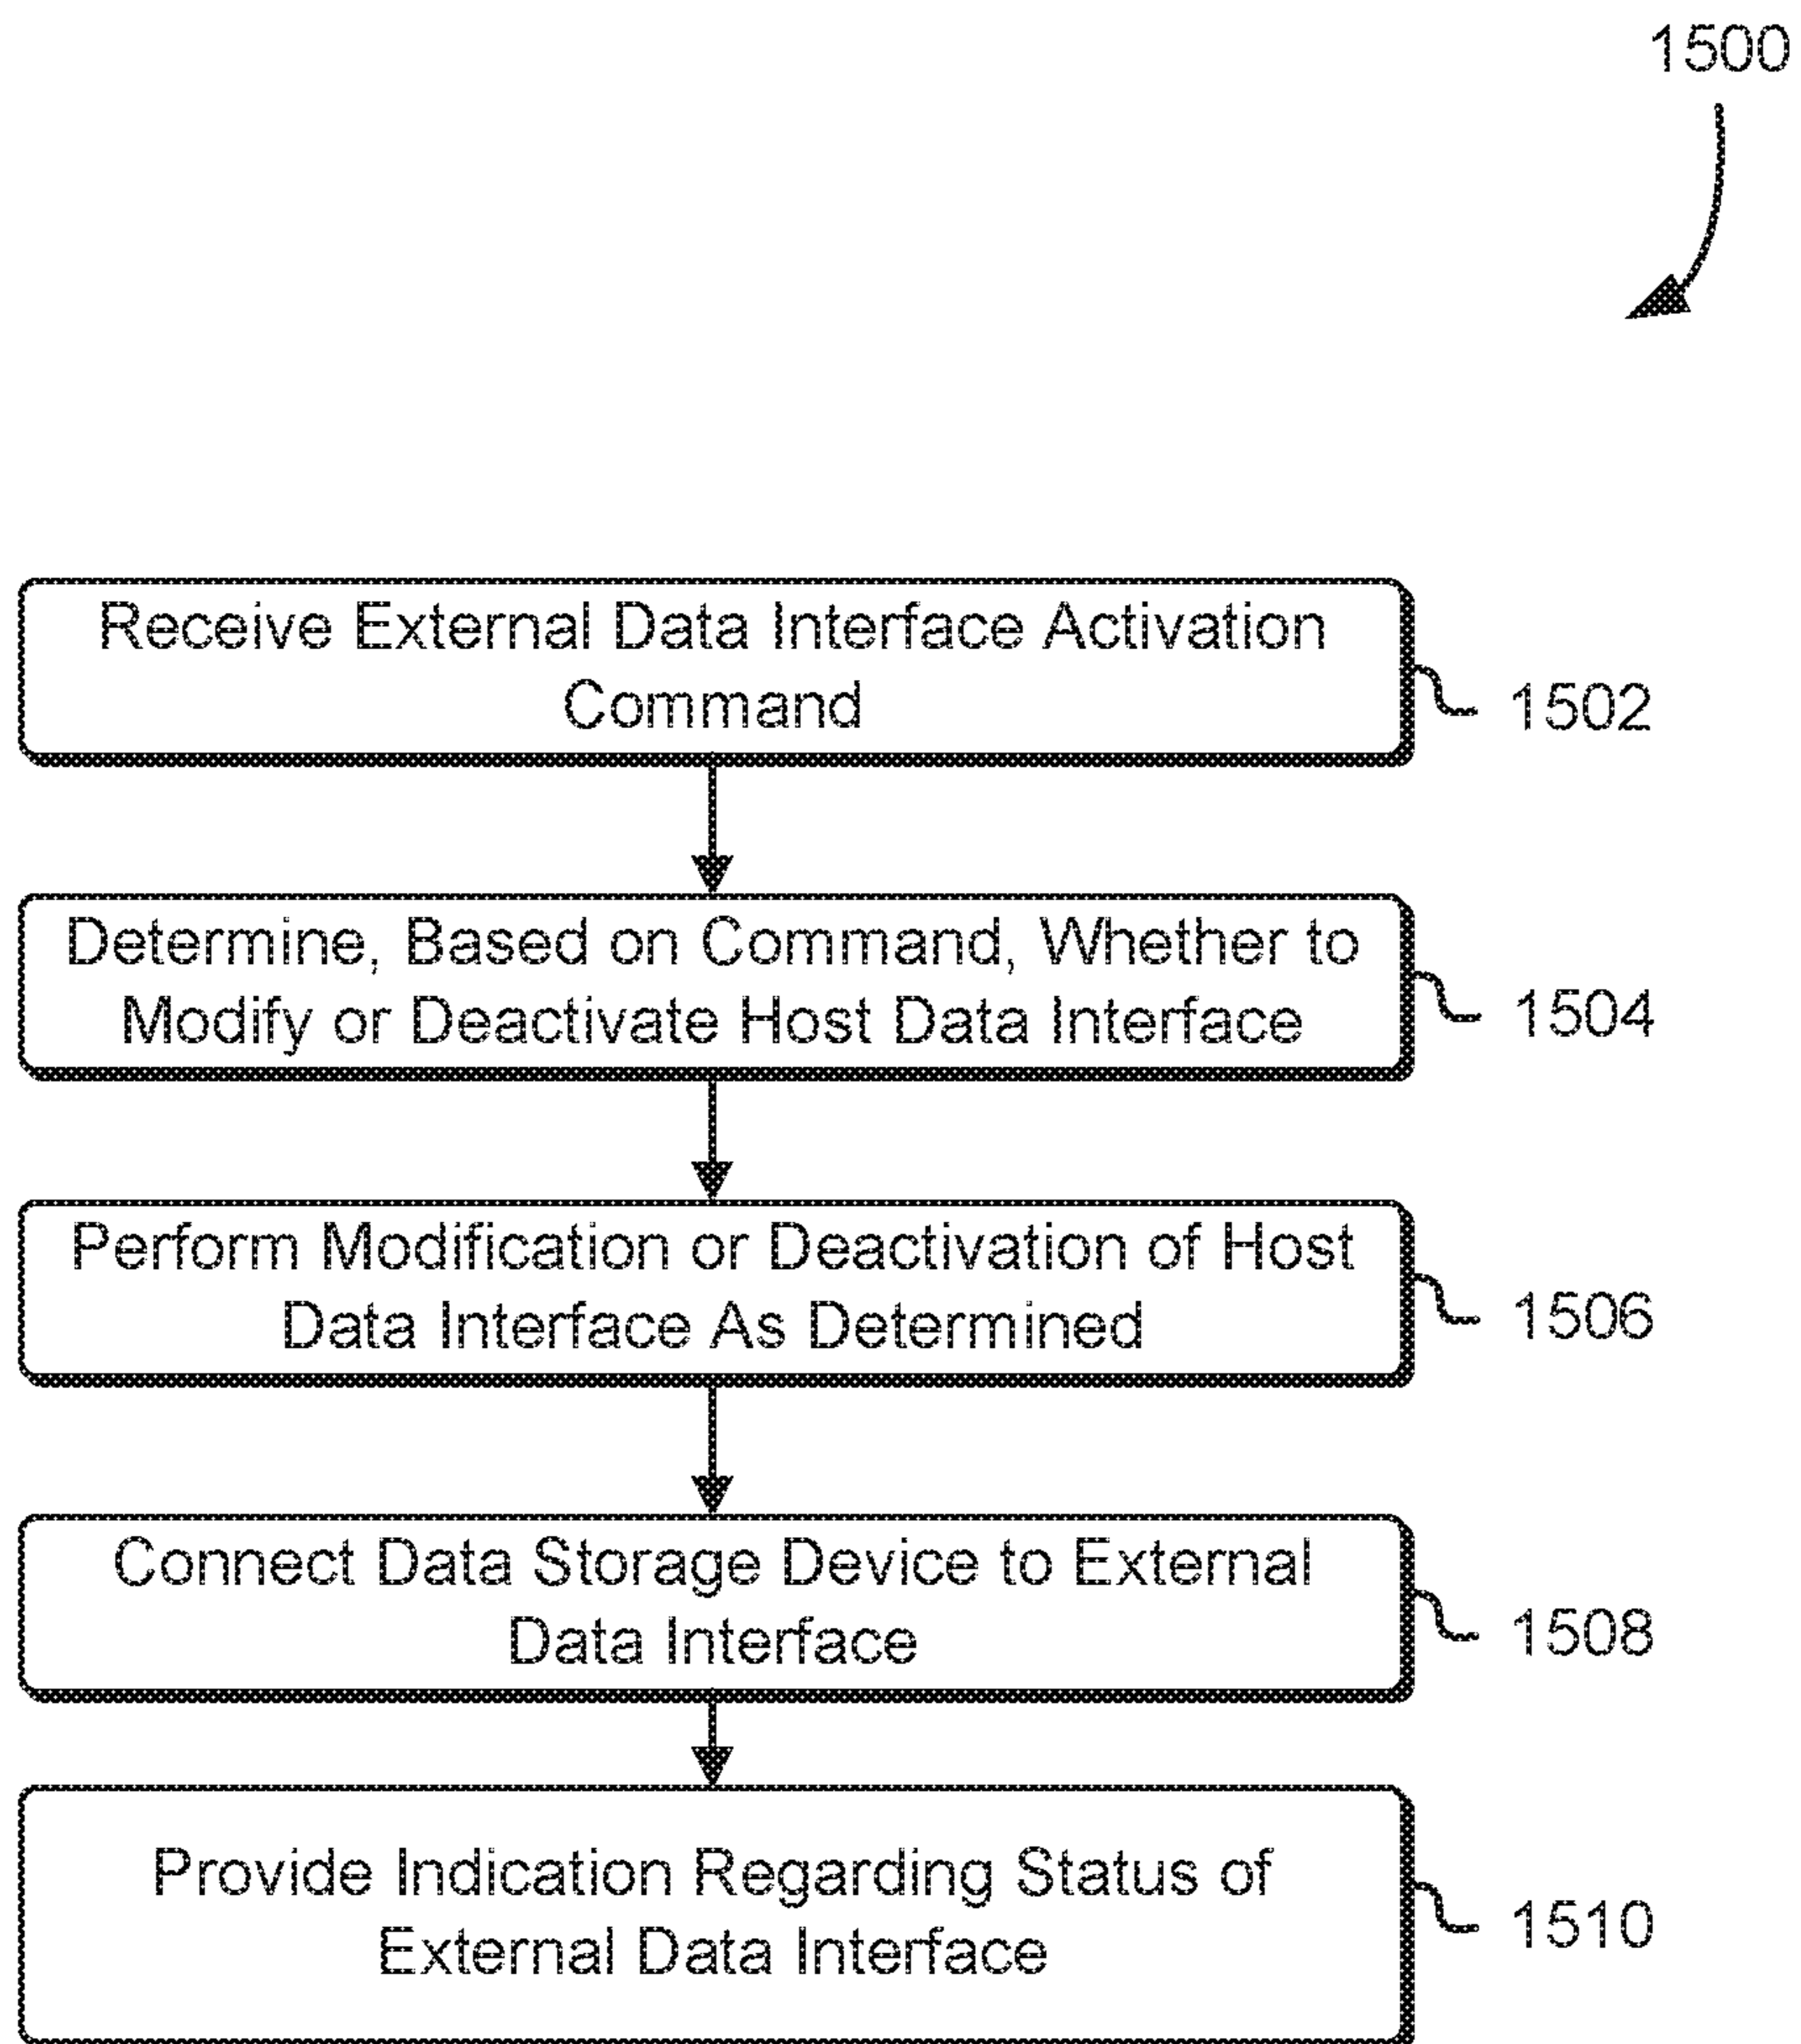 1500
Receive External Data Interface Activation
Command
1502
Determine, Based on Command, Whether to
Modify or Deactivate Host Data Interface
1504
Perform Modification or Deactivation of Host
Data Interface As Determined
1506
Connect Data Storage Device to External
Data Interface
1508
Provide Indication Regarding Status of
External Data Interface
1510